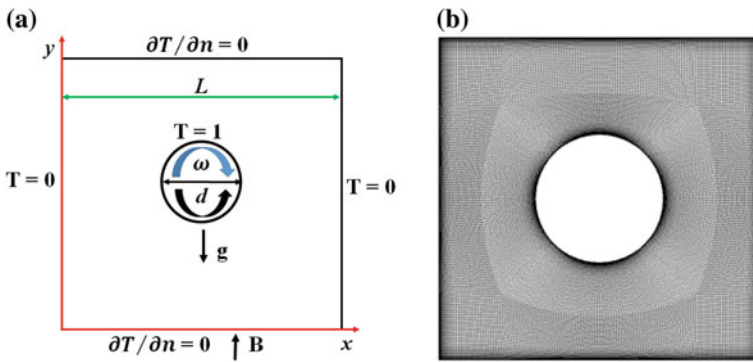 (a)
(b)
y
∂T/∂n = 0
L
T = 1
ω
d
T = 0
T = 0
g
∂T/∂n = 0
B
x